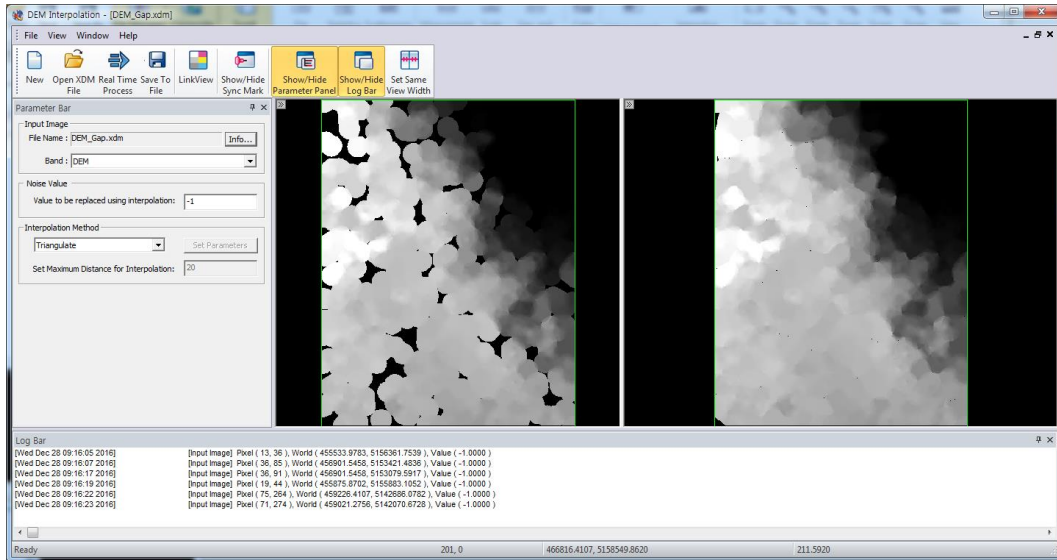 DEM Interpolation - [DEM_Gap.xdm]
File View Window Help
New Open XDM File Real Time Process Save To File LinkView Show/Hide Sync Mark Show/Hide Parameter Panel Show/Hide Log Bar Set Same View Width
Parameter Bar
Input Image
File Name : DEM_Gap.xdm Info...
Band : DEM
Noise Value
Value to be replaced using interpolation: -1
Interpolation Method
Triangulate Set Parameters
Set Maximum Distance for Interpolation: 20
Log Bar
[Wed Dec 28 09:16:05 2016] [Input Image] Pixel ( 13, 36 ), World ( 455533.9783, 5156361.7539 ), Value ( -1.0000 )
[Wed Dec 28 09:16:07 2016] [Input Image] Pixel ( 36, 85 ), World ( 456901.5458, 5153421.4836 ), Value ( -1.0000 )
[Wed Dec 28 09:16:17 2016] [Input Image] Pixel ( 36, 91 ), World ( 456901.5458, 5153079.5917 ), Value ( -1.0000 )
[Wed Dec 28 09:16:19 2016] [Input Image] Pixel ( 19, 44 ), World ( 455875.8702, 5155883.1052 ), Value ( -1.0000 )
[Wed Dec 28 09:16:22 2016] [Input Image] Pixel ( 75, 264 ), World ( 459226.4107, 5142686.0782 ), Value ( -1.0000 )
[Wed Dec 28 09:16:23 2016] [Input Image] Pixel ( 71, 274 ), World ( 459021.2756, 5142070.6728 ), Value ( -1.0000 )
Ready 201, 0 466816.4107, 5158549.8620 211.5920